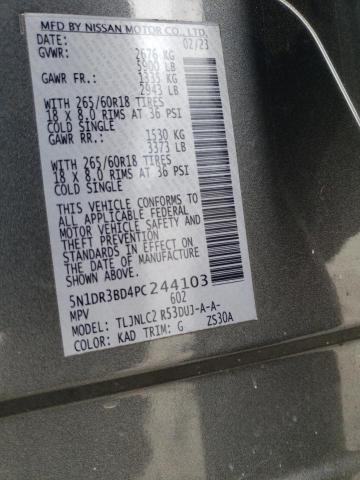 MFD BY NISSAN MOTOR CO., LTD.
DATE: 02/23
GVWR: 2676 KG
5900 LB
GAWR FR.: 1335 KG
2943 LB
WITH 265/60R18 TIRES
18 x 8.0 RIMS AT 36 PSI
COLD SINGLE
GAWR RR.: 1530 KG
3373 LB
WITH 265/60R18 TIRES
18 x 8.0 RIMS AT 36 PSI
COLD SINGLE
THIS VEHICLE CONFORMS TO
ALL APPLICABLE FEDERAL
MOTOR VEHICLE SAFETY
STANDARDS IN EFFECT ON
THE DATE OF MANUFACTURE
SHOWN ABOVE.
5N1DR3BD4PC244103
MPV 602
MODEL: TLJNLC2 R53DUJ-A-A-
COLOR: KAD TRIM: G ZS30A